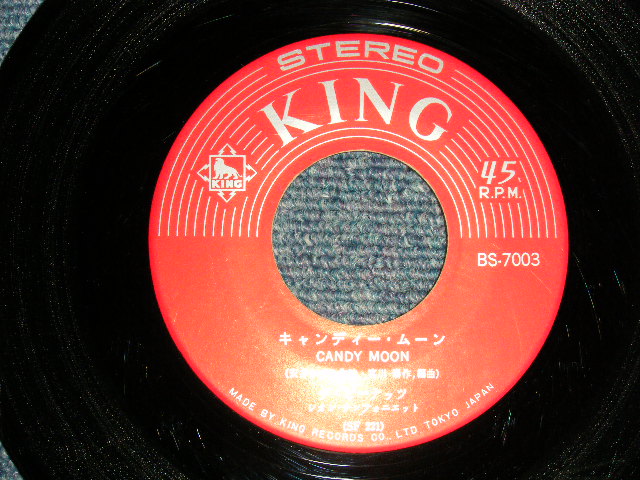 STEREO
KING
KING
45
R.P.M.
BS-7003
キャンディー・ムーン
CANDY MOON
MADE BY KING RECORDS CO., LTD TOKYO JAPAN